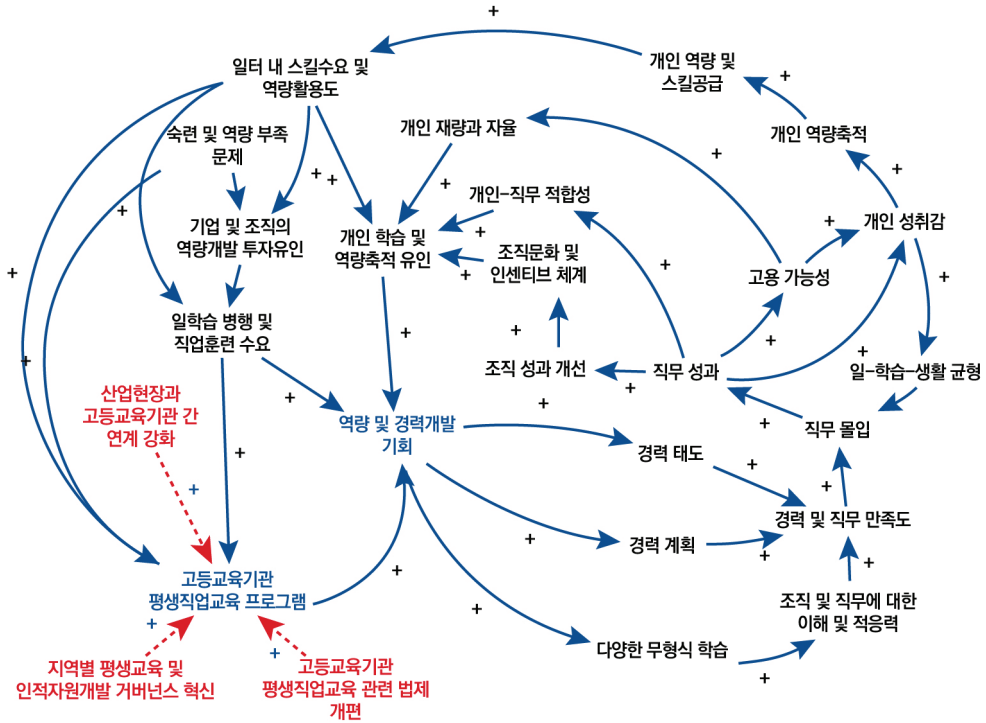 일터 내 스킬수요 및
역량활용도
개인 역량 및
스킬공급
숙련 및 역량 부족
문제
개인 재량과 자율
개인 역량축적
기업 및 조직의
역량개발 투자유인
개인 학습 및
역량축적 유인
개인-직무 적합성
조직문화 및
인센티브 체계
개인 성취감
고용 가능성
일학습 병행 및
직업훈련 수요
조직 성과 개선
직무 성과
일-학습-생활 균형
산업현장과
고등교육기관 간
연계 강화
역량 및 경력개발
기회
직무 몰입
경력 태도
경력 및 직무 만족도
경력 계획
고등교육기관
평생직업교육 프로그램
조직 및 직무에 대한
이해 및 적응력
다양한 무형식 학습
지역별 평생교육 및
인적자원개발 거버넌스 혁신
고등교육기관
평생직업교육 관련 법제
개편